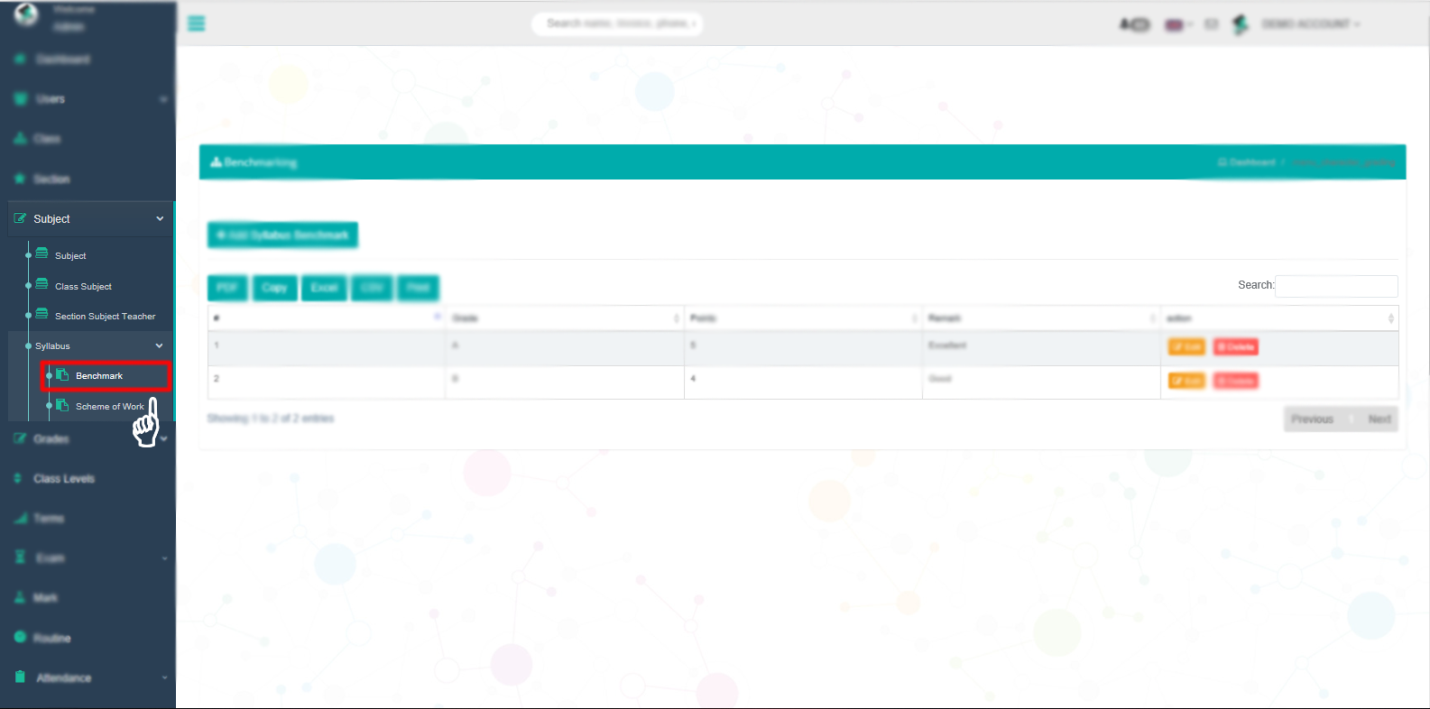 Welcome
Admin
Search name, invoice, phone,
DEMO ACCOUNT
Dashboard
Users
Class
Section
Subject
Subject
Class Subject
Section Subject Teacher
Syllabus
Benchmark
Scheme of Work
Grades
Class Levels
Terms
Exam
Mark
Routine
Attendance
Benchmarking
Dashboard /
Add Syllabus Benchmark
PDF Copy Excel CSV Print
Search:
# Grade Points Remark action
1 A 5 Excellent Edit Delete
2 B 4 Good Edit Delete
Showing 1 to 2 of 2 entries
Previous 1 Next